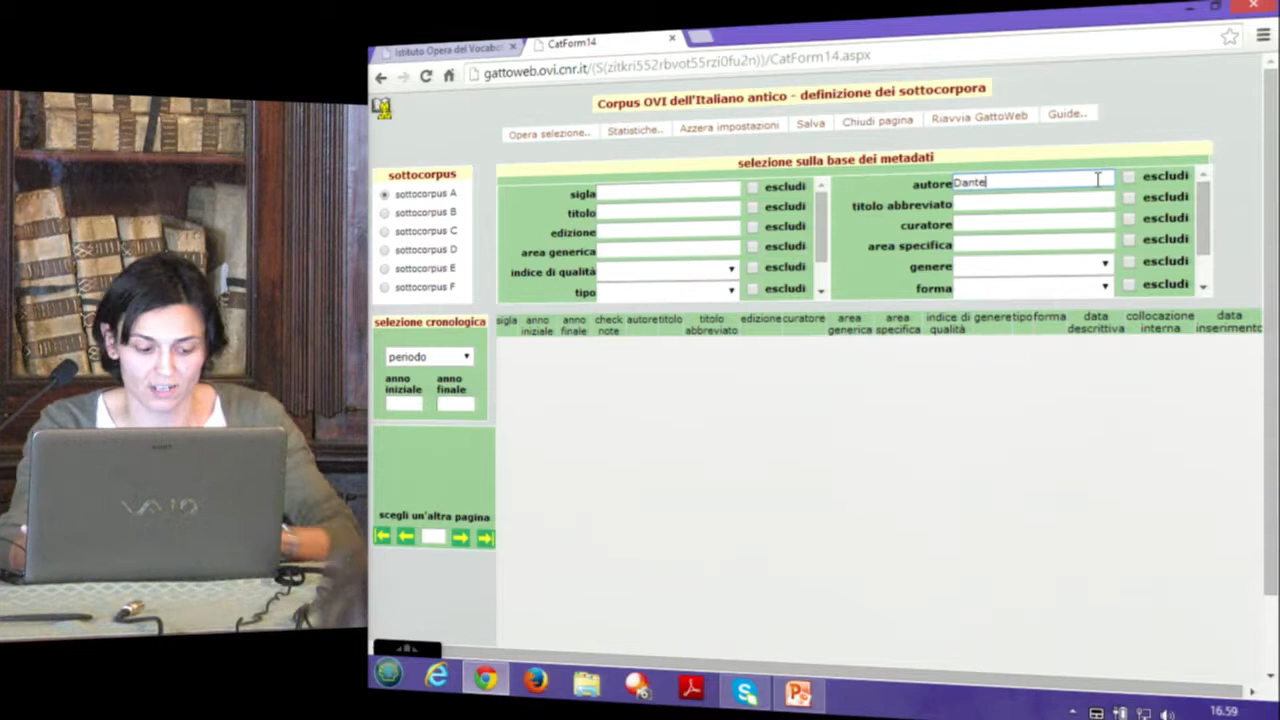 Istituto Opera del Vocabo
CatForm14
gattoweb.ovi.cnr.it/(S(zitkri552rbvot55rzi0fu2n))/CatForm14.aspx
Corpus OVI dell'Italiano antico - definizione dei sottocorpora
Opera selezione.. Statistiche.. Azzera impostazioni Salva Chiudi pagina Riavvia GattoWeb Guide..
selezione sulla base dei metadati
sottocorpus
sottocorpus A
sottocorpus B
sottocorpus C
sottocorpus D
sottocorpus E
sottocorpus F
sigla escludi
titolo escludi
edizione escludi
area generica escludi
indice di qualità escludi
tipo escludi
autore Dante escludi
titolo abbreviato escludi
curatore escludi
area specifica escludi
genere escludi
forma escludi
selezione cronologica
periodo
anno iniziale anno finale
sigla anno iniziale anno finale check note autore titolo titolo abbreviato edizione curatore area generica area specifica indice di qualità genere tipo forma data descrittiva collocazione interna data inserimento
scegli un'altra pagina
VAIO
16.59